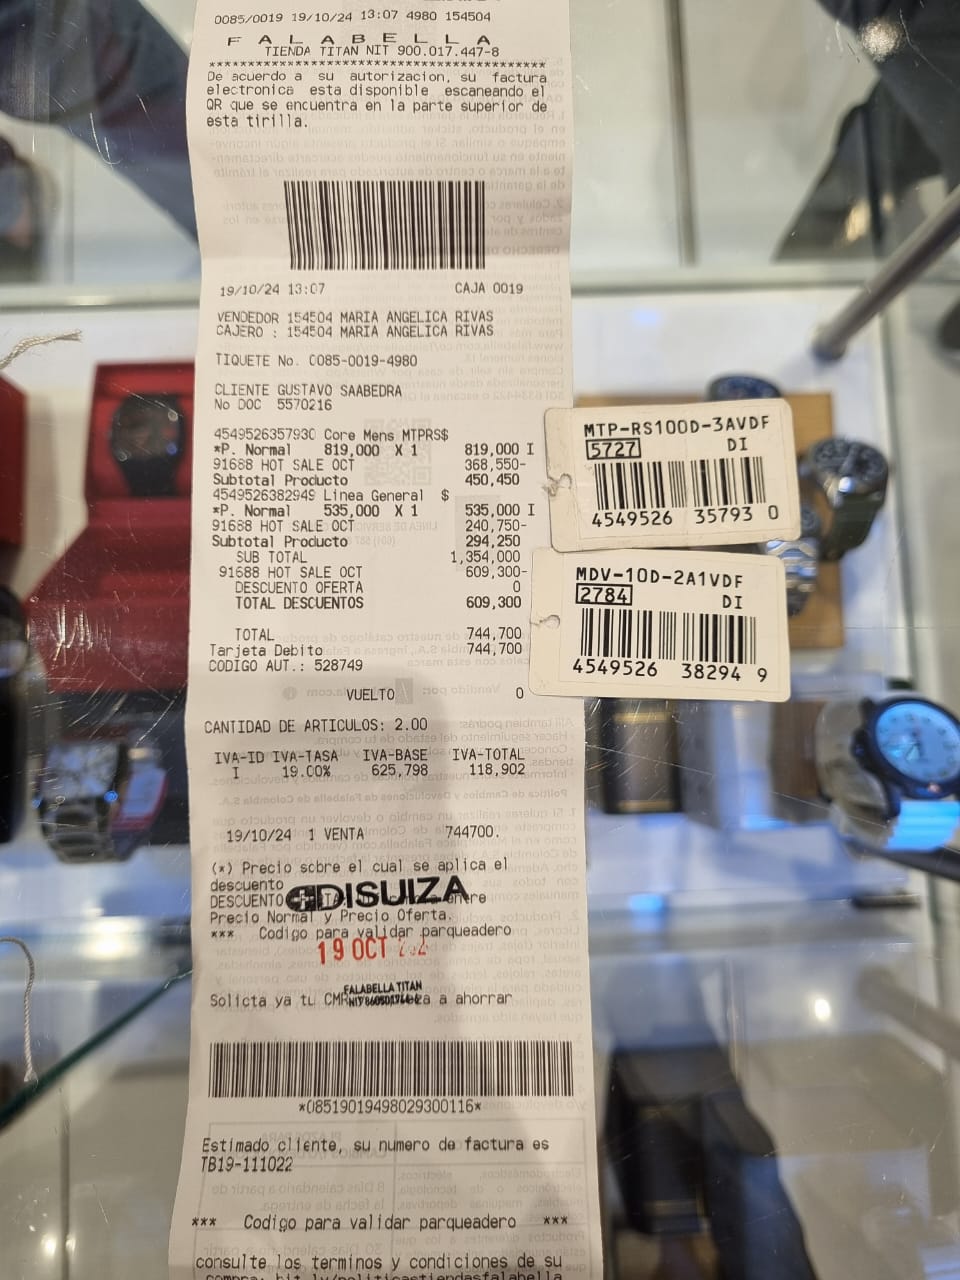 0085/0019 19/10/24 13:07 4980 154504
F A L A B E L L A
TIENDA TITAN NIT 900.017.447-8
******************************************
De acuerdo a su autorizacion, su factura
electronica esta disponible escaneando el
QR que se encuentra en la parte superior de
esta tirilla.
19/10/24 13:07 CAJA 0019
VENDEDOR 154504 MARIA ANGELICA RIVAS
CAJERO : 154504 MARIA ANGELICA RIVAS
TIQUETE No. 0085-0019-4980
CLIENTE GUSTAVO SAABEDRA
No DOC 5570216
4549526357930 Core Mens MTPRS$
*P. Normal 819,000 X 1 819,000 I
91688 HOT SALE OCT 368,550-
Subtotal Producto 450,450
4549526382949 Linea General $
*P. Normal 535,000 X 1 535,000 I
91688 HOT SALE OCT 240,750-
Subtotal Producto 294,250
SUB TOTAL 1,354,000
91688 HOT SALE OCT 609,300-
DESCUENTO OFERTA 0
TOTAL DESCUENTOS 609,300
TOTAL 744,700
Tarjeta Debito 744,700
CODIGO AUT.: 528749
VUELTO 0
CANTIDAD DE ARTICULOS: 2.00
IVA-ID IVA-TASA IVA-BASE IVA-TOTAL
I 19.00% 625,798 118,902
19/10/24 1 VENTA 744700.
(*) Precio sobre el cual se aplica el
descuento
DISUIZA
DESCUENTO
Precio Normal y Precio Oferta.
*** Codigo para validar parqueadero
19 OCT
FALABELLA TITAN
Solicta ya tu CMR a ahorrar
*085190194980293001​16*
Estimado cliente, su numero de factura es
TB19-111022
*** Codigo para validar parqueadero ***
consulte los terminos y condiciones de su
MTP-RS100D-3AVDF
5727 DI
4549526 35793 0
MDV-10D-2A1VDF
2784 DI
4549526 38294 9